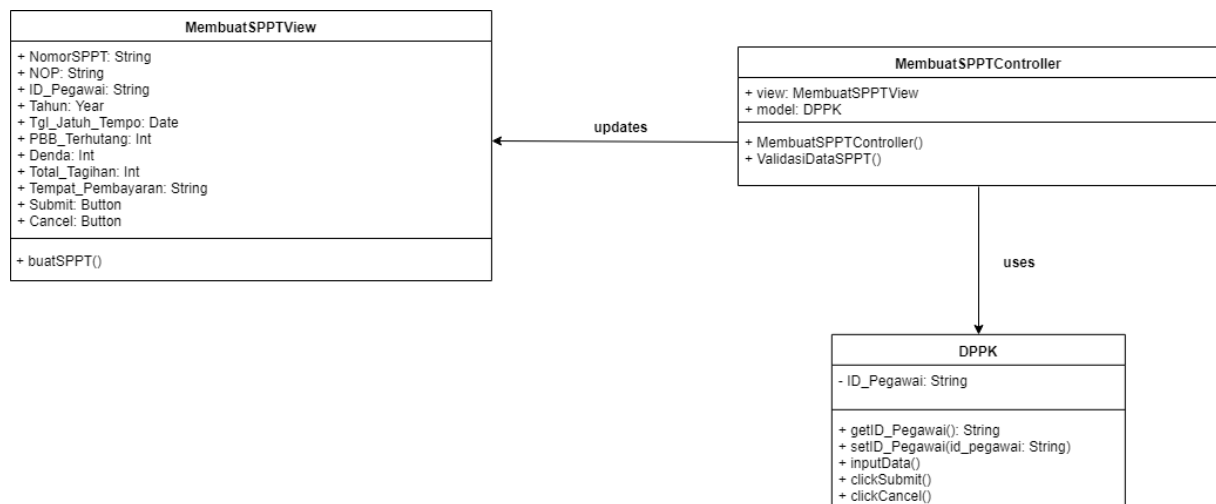 MembuatSPPTView
+ NomorSPPT: String
+ NOP: String
+ ID_Pegawai: String
+ Tahun: Year
+ Tgl_Jatuh_Tempo: Date
+ PBB_Terhutang: Int
+ Denda: Int
+ Total_Tagihan: Int
+ Tempat_Pembayaran: String
+ Submit: Button
+ Cancel: Button
+ buatSPPT()
updates
MembuatSPPTController
+ view: MembuatSPPTView
+ model: DPPK
+ MembuatSPPTController()
+ ValidasiDataSPPT()
uses
DPPK
- ID_Pegawai: String
+ getID_Pegawai(): String
+ setID_Pegawai(id_pegawai: String)
+ inputData()
+ clickSubmit()
+ clickCancel()